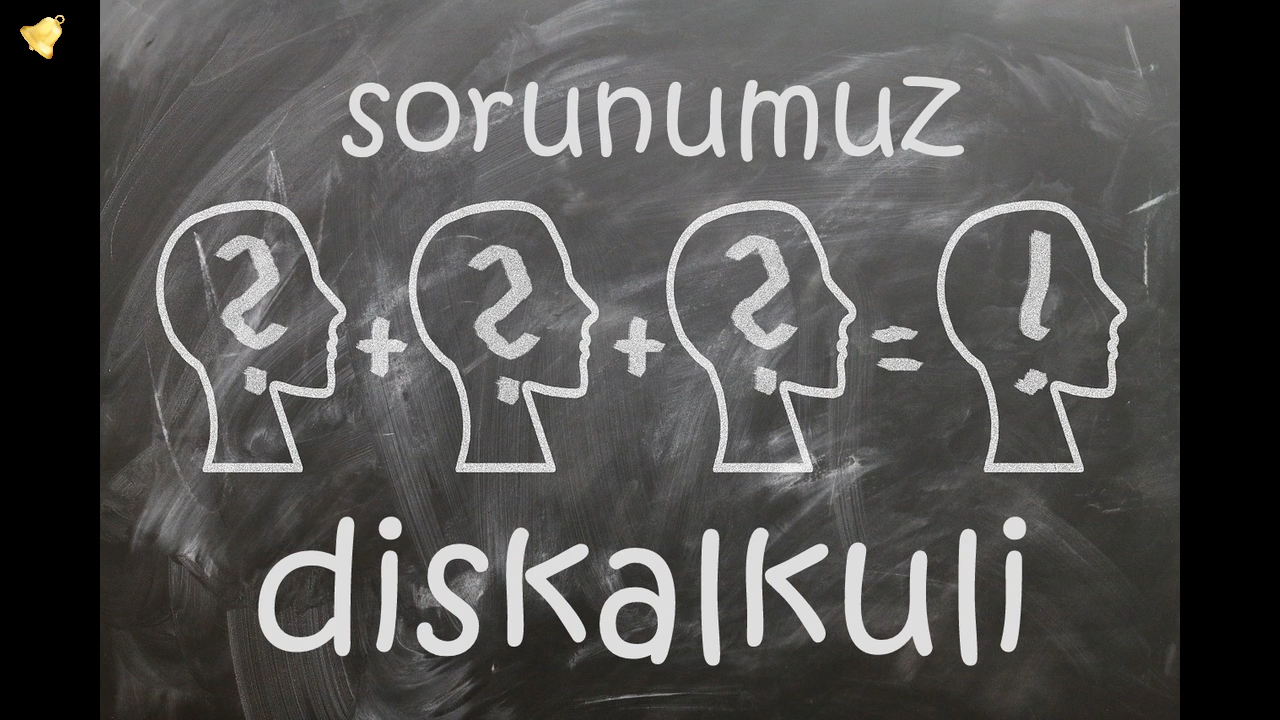 sorunumuz
? + ? + ? = !
diskalkuli